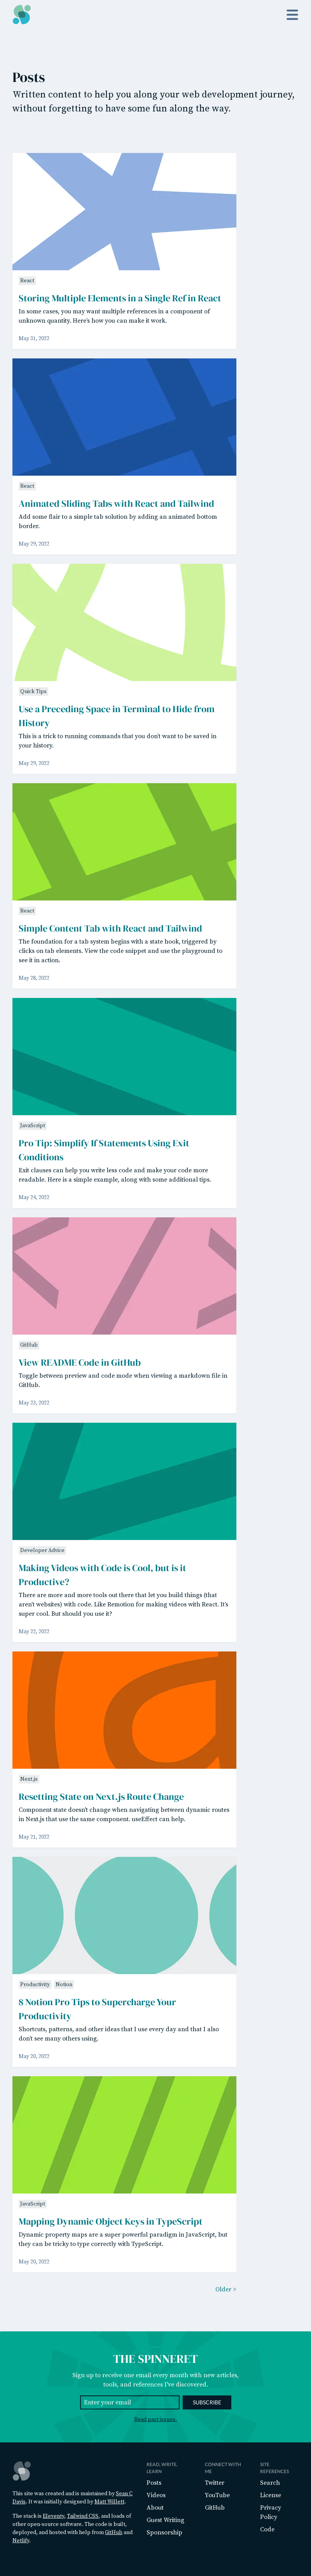 Posts
Written content to help you along your web development journey,
without forgetting to have some fun along the way.
React
Storing Multiple Elements in a Single Ref in React
In some cases, you may want multiple references in a component of
unknown quantity. Here's how you can make it work.
May 31, 2022
React
Animated Sliding Tabs with React and Tailwind
Add some flair to a simple tab solution by adding an animated bottom
border.
May 29, 2022
Quick Tips
Use a Preceding Space in Terminal to Hide from
History
This is a trick to running commands that you don't want to be saved in
your history.
May 29, 2022
React
Simple Content Tab with React and Tailwind
The foundation for a tab system begins with a state hook, triggered by
clicks on tab elements. View the code snippet and use the playground to
see it in action.
May 28, 2022
JavaScript
Pro Tip: Simplify If Statements Using Exit
Conditions
Exit clauses can help you write less code and make your code more
readable. Here is a simple example, along with some additional tips.
May 24, 2022
GitHub
View README Code in GitHub
Toggle between preview and code mode when viewing a markdown file in
GitHub.
May 23, 2022
Developer Advice
Making Videos with Code is Cool, but is it
Productive?
There are more and more tools out there that let you build things (that
aren't websites) with code. Like Remotion for making videos with React. It's
super cool. But should you use it?
May 22, 2022
Next.js
Resetting State on Next.js Route Change
Component state doesn't change when navigating between dynamic routes
in Next.js that use the same component. useEffect can help.
May 21, 2022
Productivity Notion
8 Notion Pro Tips to Supercharge Your
Productivity
Shortcuts, patterns, and other ideas that I use every day and that I also
don't see many others using.
May 20, 2022
JavaScript
Mapping Dynamic Object Keys in TypeScript
Dynamic property maps are a super powerful paradigm in JavaScript, but
they can be tricky to type correctly with TypeScript.
May 20, 2022
Older >
THE SPINNERET
Sign up to receive one email every month with new articles,
tools, and references I've discovered.
Enter your email SUBSCRIBE
Read past issues.
This site was created and is maintained by Sean C
Davis. It was initially designed by Matt Willett.
The stack is Eleventy, Tailwind CSS, and loads of
other open-source software. The code is built,
deployed, and hosted with help from GitHub and
Netlify.
READ, WRITE,
LEARN
Posts
Videos
About
Guest Writing
Sponsorship
CONNECT WITH
ME
Twitter
YouTube
GitHub
SITE
REFERENCES
Search
License
Privacy
Policy
Code